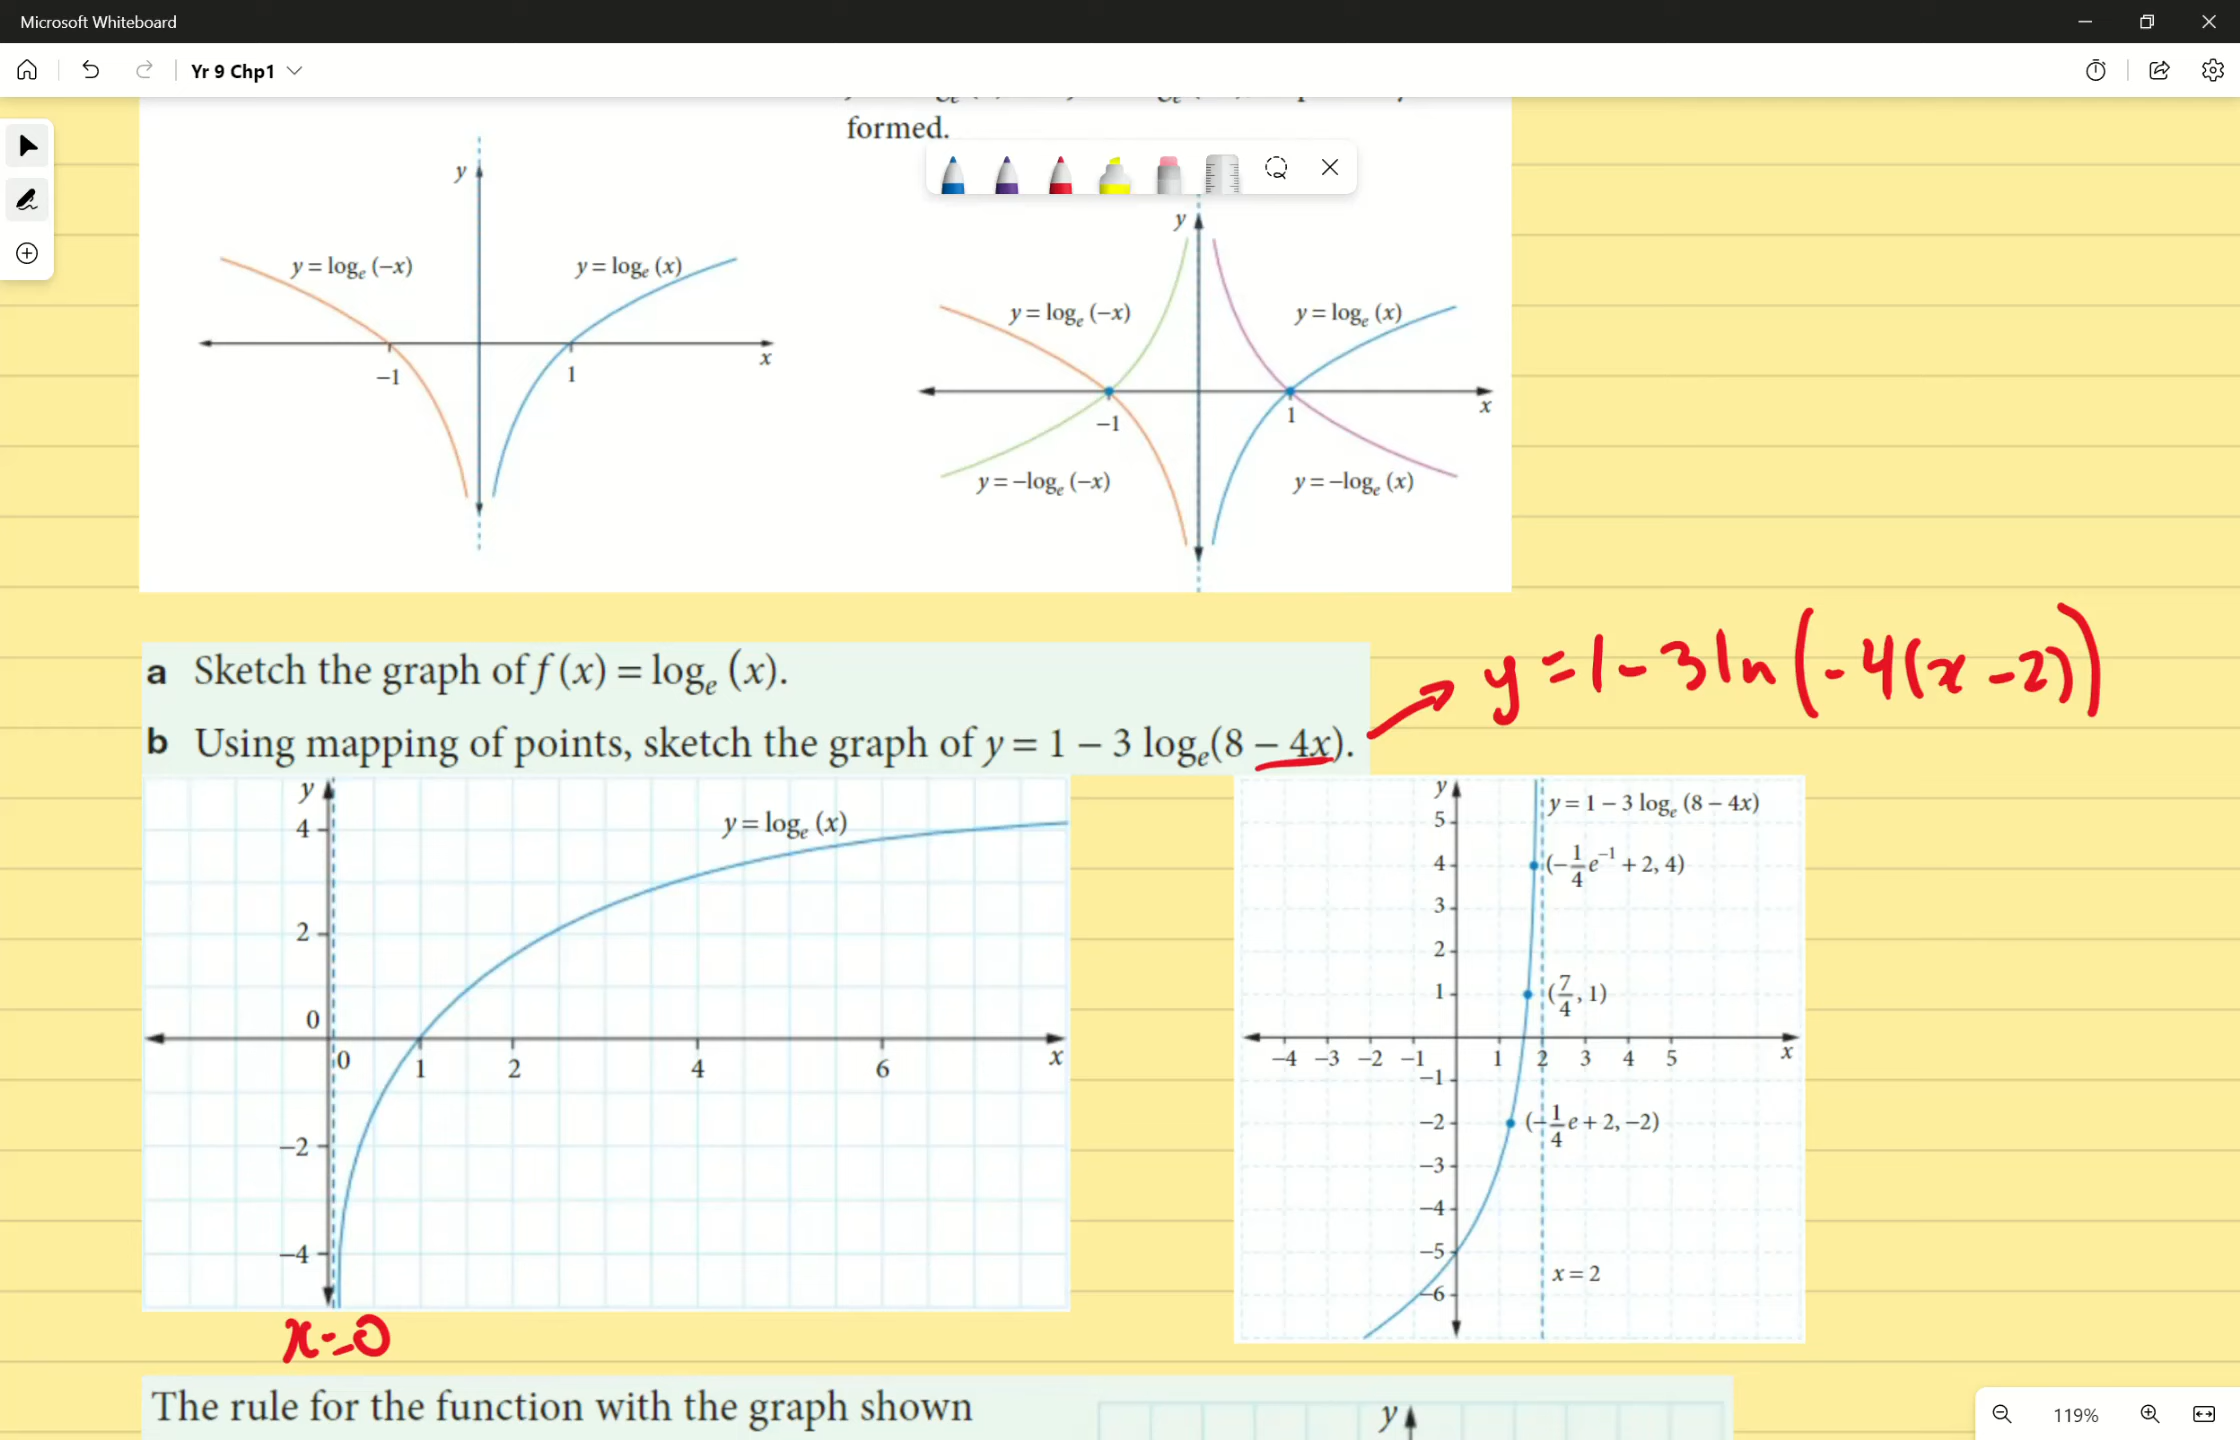 Microsoft Whiteboard
Yr 9 Chp1
formed.
y
y = logₑ (−x)
y = logₑ (x)
−1
1
x
y
y = logₑ (−x)
y = logₑ (x)
−1
1
x
y = −logₑ (−x)
y = −logₑ (x)
y = 1 − 3 ln (−4(x − 2))
a Sketch the graph of f (x) = logₑ (x).
b Using mapping of points, sketch the graph of y = 1 − 3 logₑ(8 − 4x).
y
4
2
0
−2
−4
0
1
2
4
6
x
y = logₑ (x)
x = 0
y
5
4
3
2
1
−4 −3 −2 −1
1 2 3 4 5
x
−1
−2
−3
−4
−5
−6
y = 1 − 3 logₑ (8 − 4x)
(−1/4 e⁻¹ + 2, 4)
(7/4, 1)
(−1/4 e + 2, −2)
x = 2
The rule for the function with the graph shown
y
119%